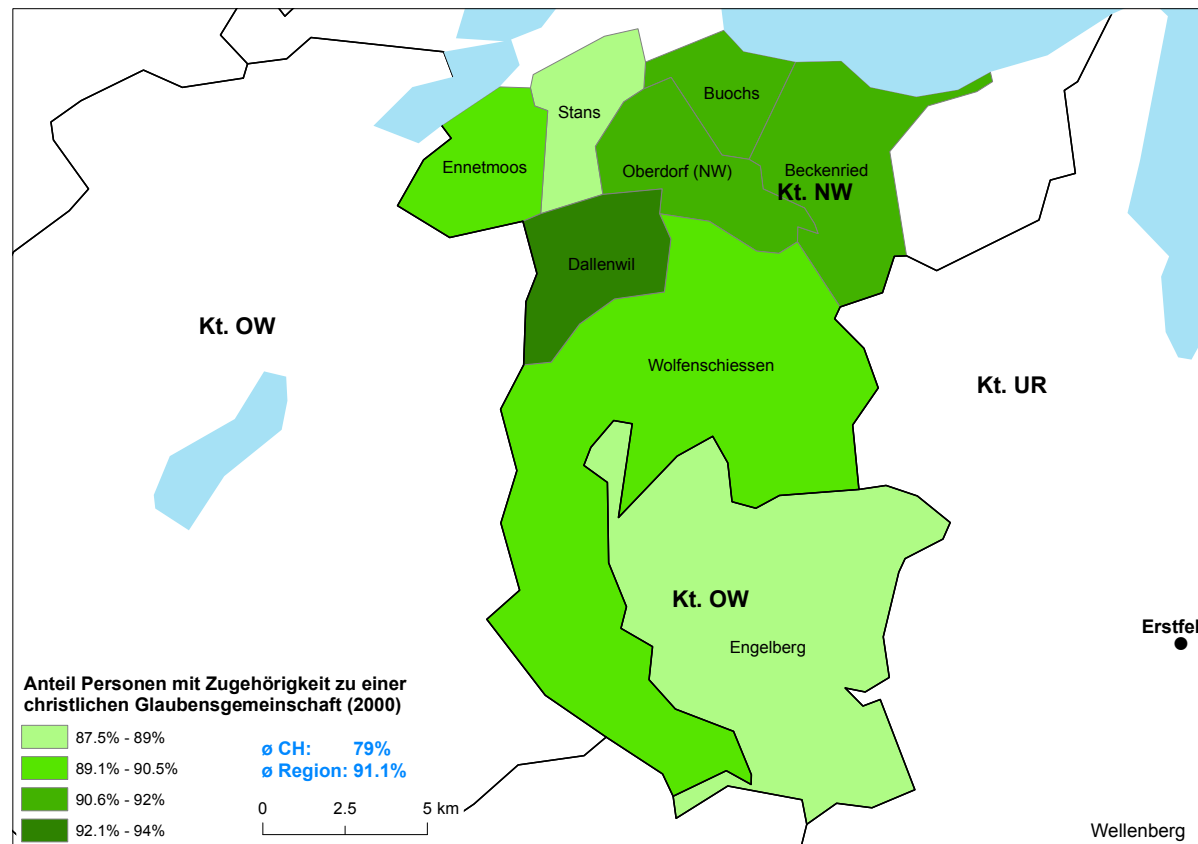 Stans
Buochs
Ennetmoos
Oberdorf (NW)
Beckenried
Kt. NW
Dallenwil
Kt. OW
Wolfenschiessen
Kt. UR
Kt. OW
Erstfel
Engelberg
Anteil Personen mit Zugehörigkeit zu einer
christlichen Glaubensgemeinschaft (2000)
87.5% - 89%
89.1% - 90.5%
90.6% - 92%
92.1% - 94%
ø CH: 79%
ø Region: 91.1%
0 2.5 5 km
Wellenberg